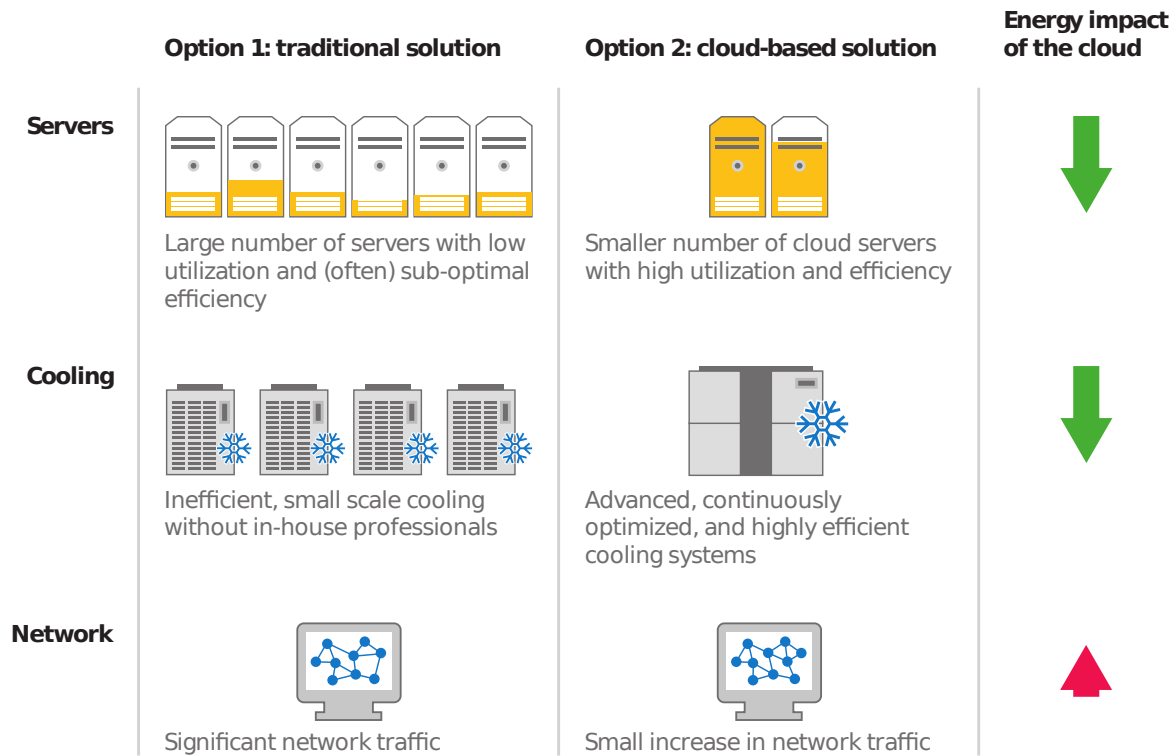 Option 1: traditional solution
Option 2: cloud-based solution
Energy impact
of the cloud
Servers
Large number of servers with low
utilization and (often) sub-optimal
efficiency
Smaller number of cloud servers
with high utilization and efficiency
Cooling
Inefficient, small scale cooling
without in-house professionals
Advanced, continuously
optimized, and highly efficient
cooling systems
Network
Significant network traffic
Small increase in network traffic